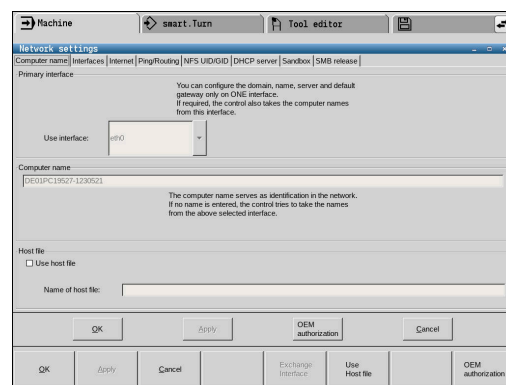 Machine
smart.Turn
Tool editor
Network settings
Computer name Interfaces Internet Ping/Routing NFS UID/GID DHCP server Sandbox SMB release
Primary interface
You can configure the domain, name, server and default
gateway only on ONE interface.
If required, the control also takes the computer names
from this interface.
Use interface:
eth0
Computer name
DE01PC19527-1230521
The computer name serves as identification in the network.
If no name is entered, the control tries to take the names
from the above selected interface.
Host file
Use host file
Name of host file:
OK
Apply
OEM
authorization
Cancel
OK
Apply
Cancel
Exchange
Interface
Use
Host file
OEM
authorization